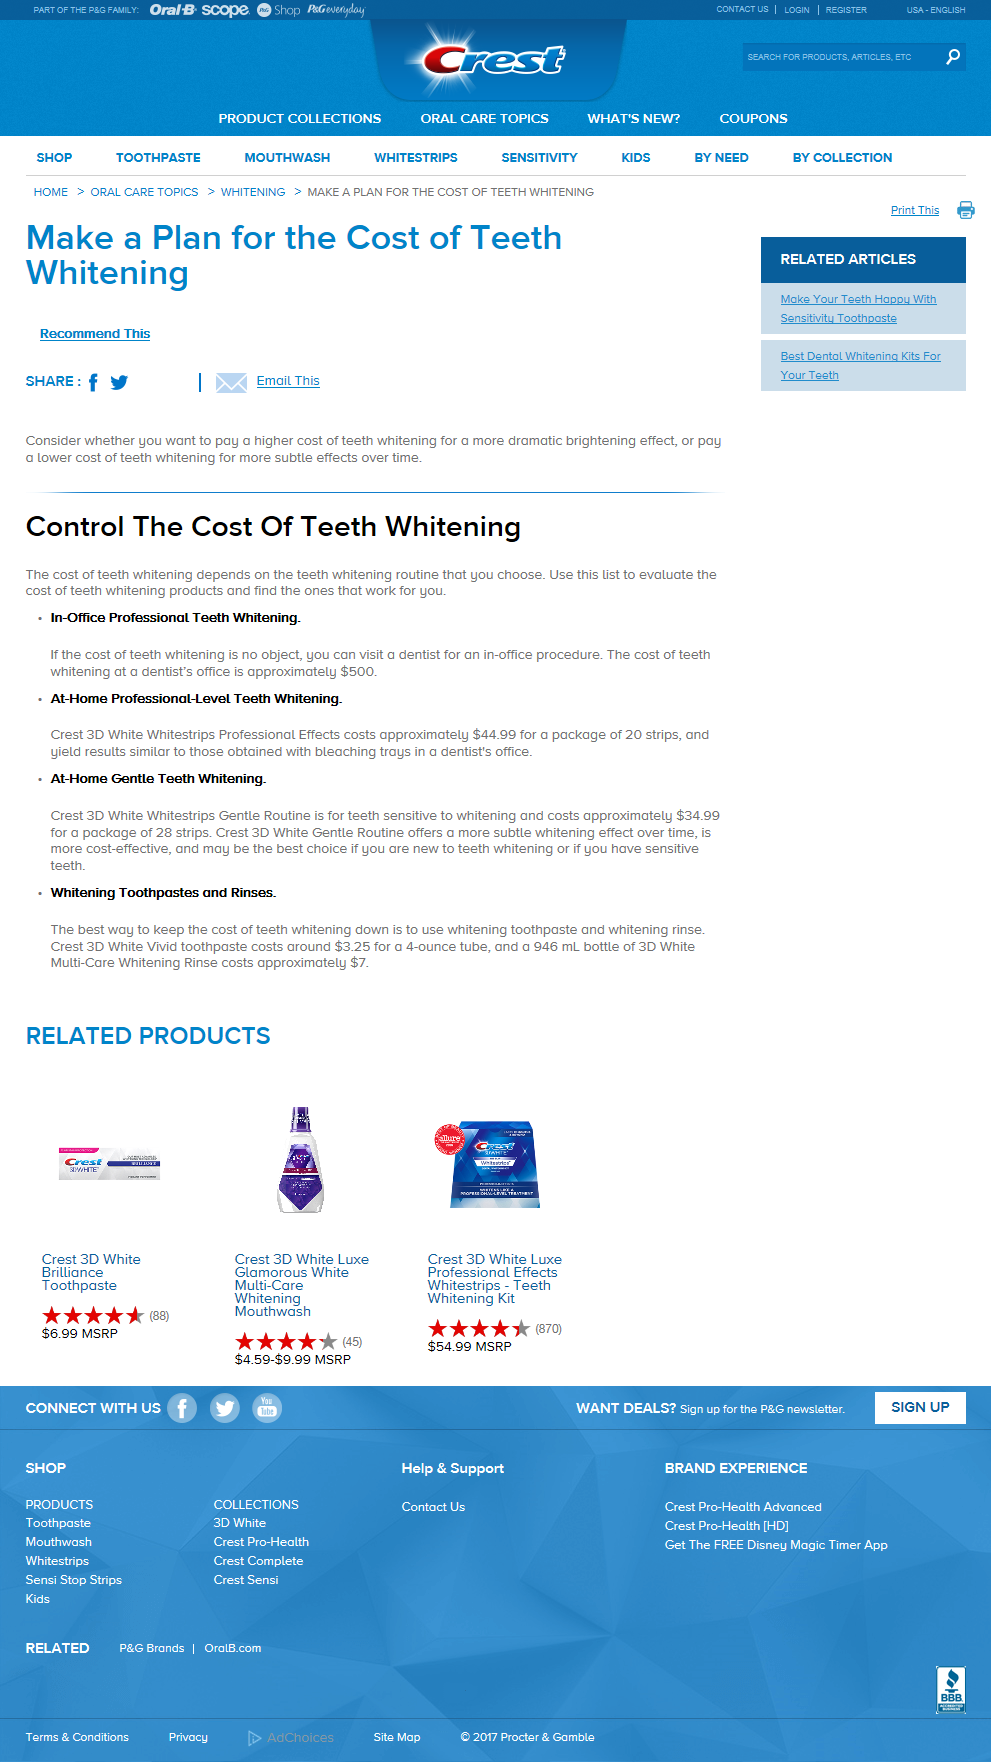 PART OF THE P&G FAMILY: Oral-B scope P&G Shop P&G everyday
CONTACT US | LOGIN | REGISTER USA - ENGLISH
Crest
SEARCH FOR PRODUCTS, ARTICLES, ETC
PRODUCT COLLECTIONS ORAL CARE TOPICS WHAT'S NEW? COUPONS
SHOP TOOTHPASTE MOUTHWASH WHITESTRIPS SENSITIVITY KIDS BY NEED BY COLLECTION
HOME > ORAL CARE TOPICS > WHITENING > MAKE A PLAN FOR THE COST OF TEETH WHITENING
Print This
Make a Plan for the Cost of Teeth
Whitening
Recommend This
SHARE :
Email This
RELATED ARTICLES
Make Your Teeth Happy With
Sensitivity Toothpaste
Best Dental Whitening Kits For
Your Teeth
Consider whether you want to pay a higher cost of teeth whitening for a more dramatic brightening effect, or pay
a lower cost of teeth whitening for more subtle effects over time.
Control The Cost Of Teeth Whitening
The cost of teeth whitening depends on the teeth whitening routine that you choose. Use this list to evaluate the
cost of teeth whitening products and find the ones that work for you.
• In-Office Professional Teeth Whitening.
If the cost of teeth whitening is no object, you can visit a dentist for an in-office procedure. The cost of teeth
whitening at a dentist's office is approximately $500.
• At-Home Professional-Level Teeth Whitening.
Crest 3D White Whitestrips Professional Effects costs approximately $44.99 for a package of 20 strips, and
yield results similar to those obtained with bleaching trays in a dentist's office.
• At-Home Gentle Teeth Whitening.
Crest 3D White Whitestrips Gentle Routine is for teeth sensitive to whitening and costs approximately $34.99
for a package of 28 strips. Crest 3D White Gentle Routine offers a more subtle whitening effect over time, is
more cost-effective, and may be the best choice if you are new to teeth whitening or if you have sensitive
teeth.
• Whitening Toothpastes and Rinses.
The best way to keep the cost of teeth whitening down is to use whitening toothpaste and whitening rinse.
Crest 3D White Vivid toothpaste costs around $3.25 for a 4-ounce tube, and a 946 mL bottle of 3D White
Multi-Care Whitening Rinse costs approximately $7.
RELATED PRODUCTS
Crest
3D WHITE
BRILLIANCE
allure
Crest
3D WHITE
Whitestrips
PROFESSIONAL-LEVEL TREATMENT
Crest 3D White
Brilliance
Toothpaste
(88)
$6.99 MSRP
Crest 3D White Luxe
Glamorous White
Multi-Care
Whitening
Mouthwash
(45)
$4.59-$9.99 MSRP
Crest 3D White Luxe
Professional Effects
Whitestrips - Teeth
Whitening Kit
(870)
$54.99 MSRP
CONNECT WITH US You Tube
WANT DEALS? Sign up for the P&G newsletter. SIGN UP
SHOP
PRODUCTS
Toothpaste
Mouthwash
Whitestrips
Sensi Stop Strips
Kids
COLLECTIONS
3D White
Crest Pro-Health
Crest Complete
Crest Sensi
Help & Support
Contact Us
BRAND EXPERIENCE
Crest Pro-Health Advanced
Crest Pro-Health [HD]
Get The FREE Disney Magic Timer App
RELATED P&G Brands | OralB.com
BBB
ACCREDITED
BUSINESS
Terms & Conditions Privacy AdChoices Site Map © 2017 Procter & Gamble